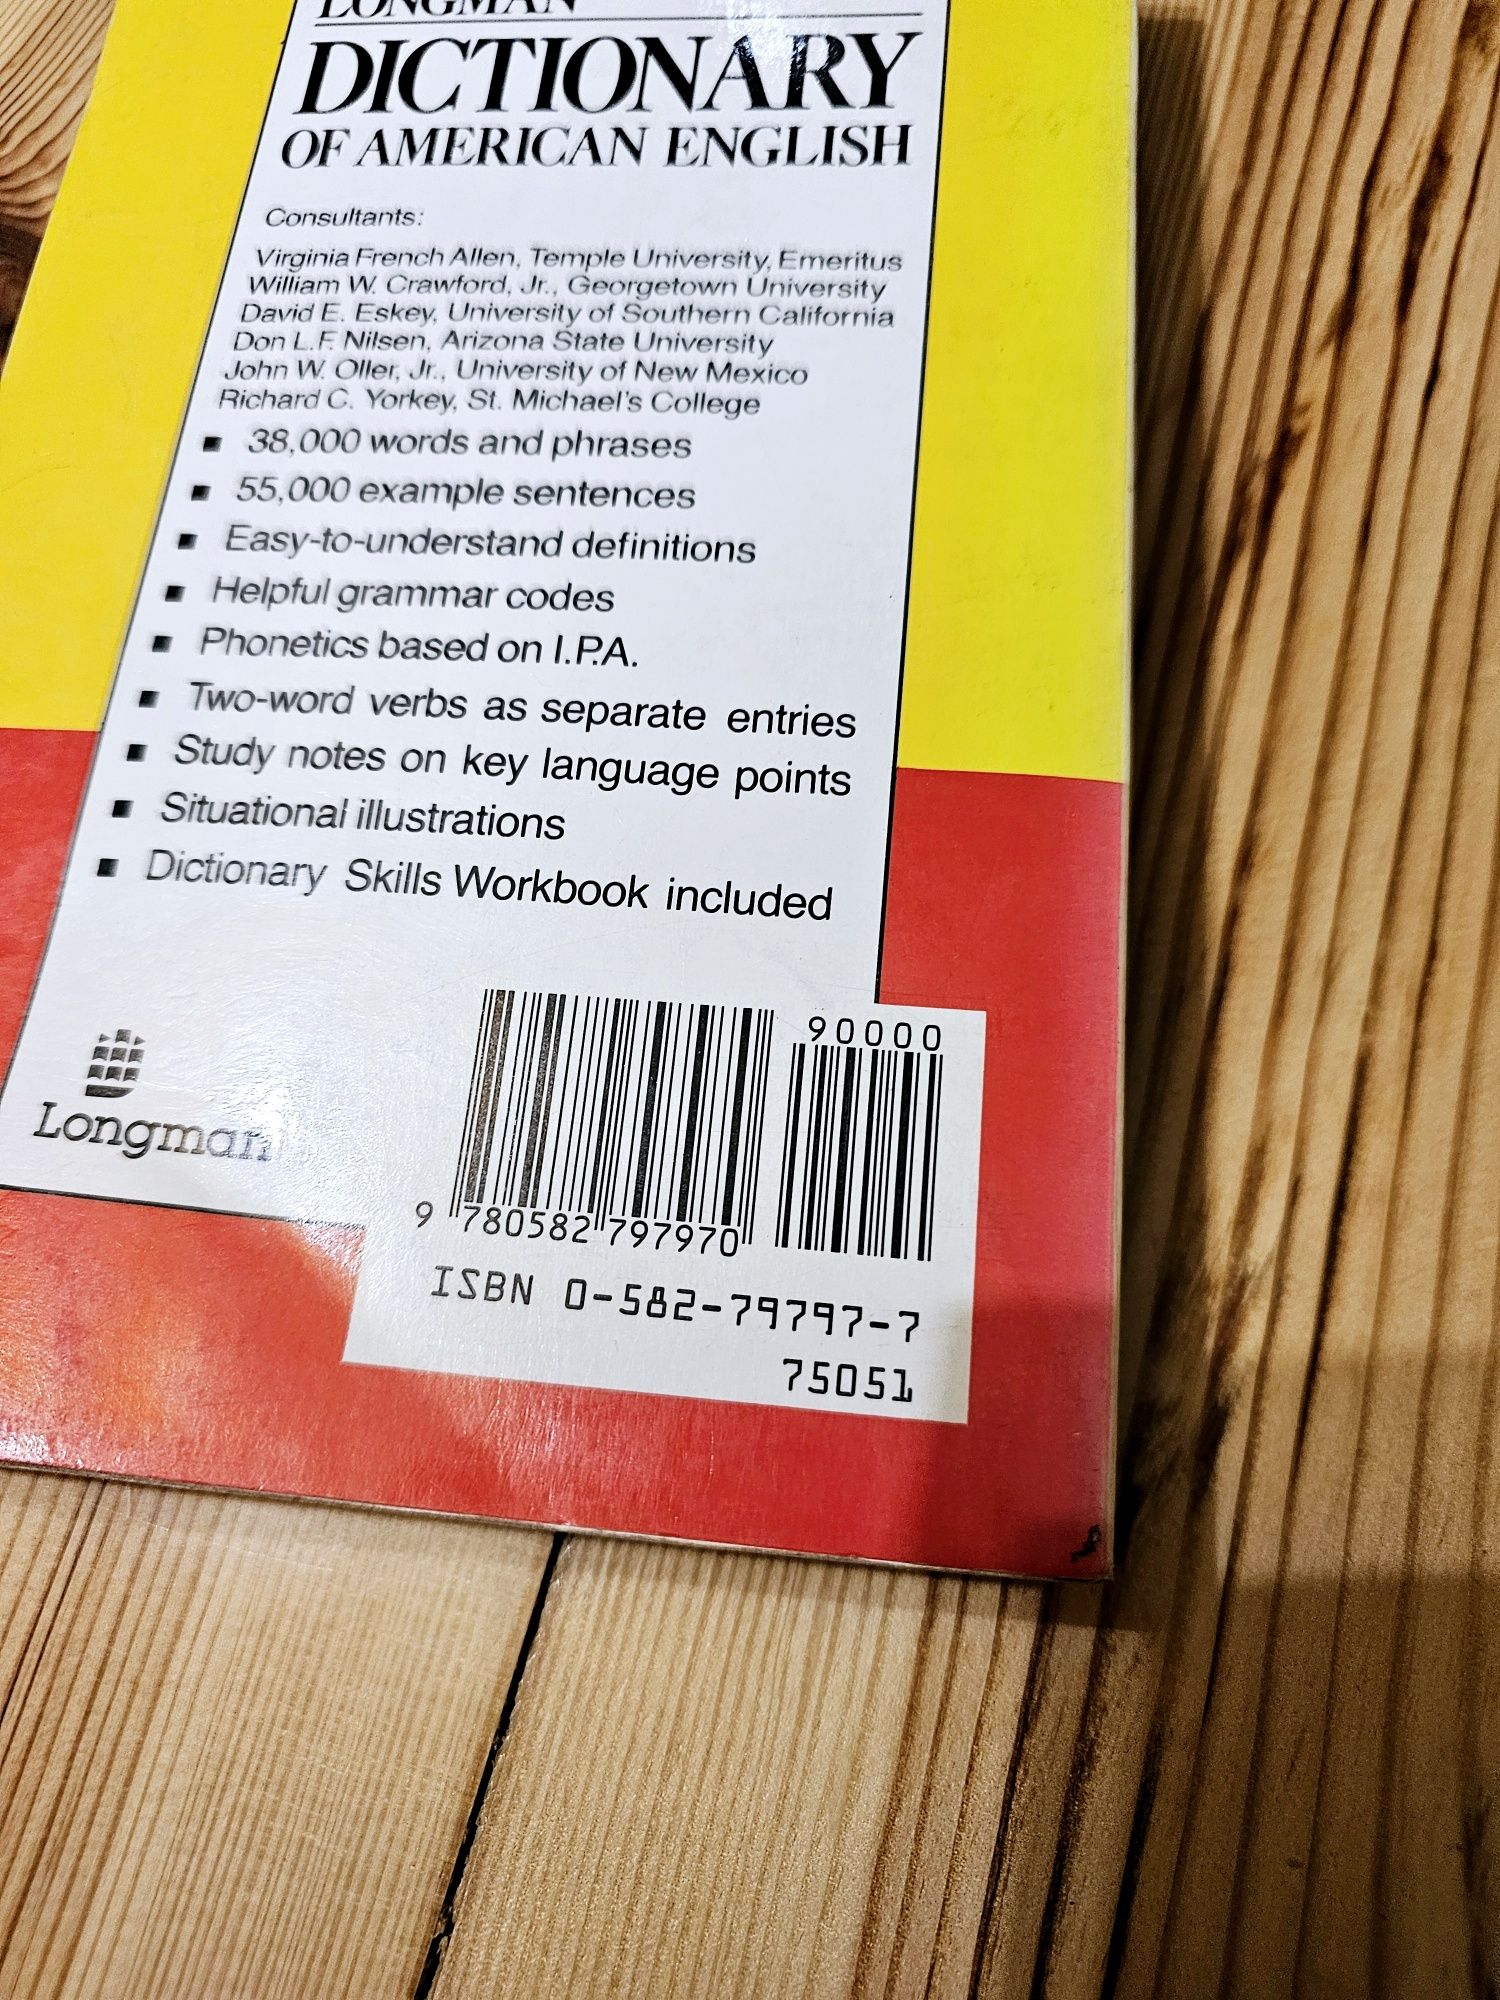 LONGMAN
DICTIONARY
OF AMERICAN ENGLISH
Consultants:
Virginia French Allen, Temple University, Emeritus
William W. Crawford, Jr., Georgetown University
David E. Eskey, University of Southern California
Don L.F. Nilsen, Arizona State University
John W. Oller, Jr., University of New Mexico
Richard C. Yorkey, St. Michael's College
▪ 38,000 words and phrases
▪ 55,000 example sentences
▪ Easy-to-understand definitions
▪ Helpful grammar codes
▪ Phonetics based on I.P.A.
▪ Two-word verbs as separate entries
▪ Study notes on key language points
▪ Situational illustrations
▪ Dictionary Skills Workbook included
Longman
90000
9 780582 797970
ISBN 0-582-79797-7
75051